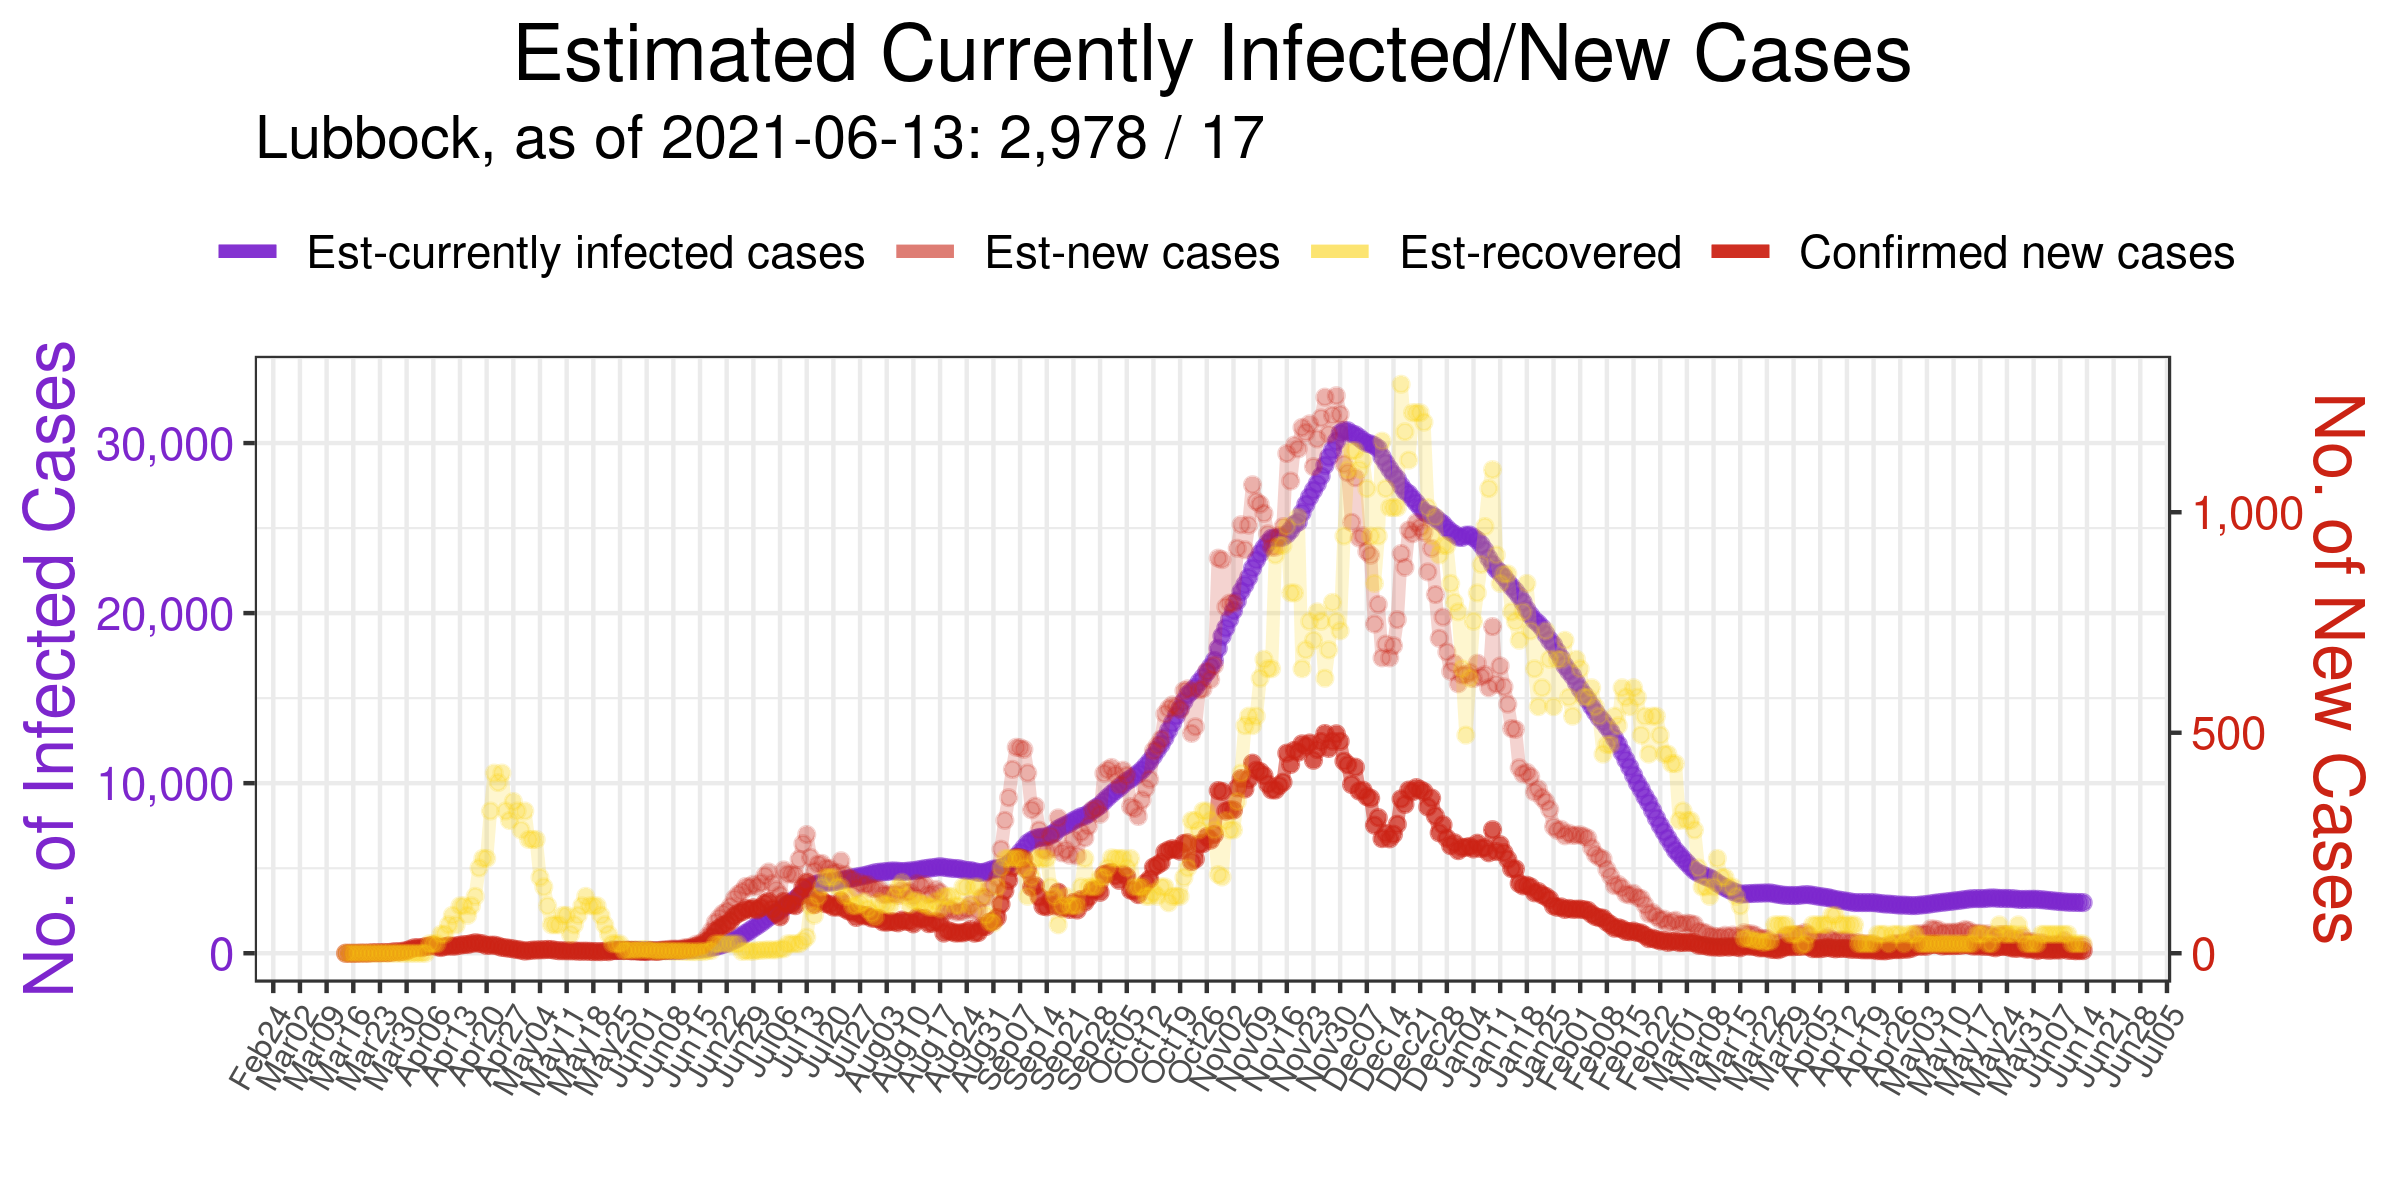 Estimated Currently Infected/New Cases
Lubbock, as of 2021-06-13: 2,978 / 17
Est-currently infected cases
Est-new cases
Est-recovered
Confirmed new cases
No. of Infected Cases
30,000
20,000
10,000
0
No. of New Cases
1,000
500
0
Feb24
Mar02
Mar09
Mar16
Mar23
Mar30
Apr06
Apr13
Apr20
Apr27
May04
May11
May18
May25
Jun01
Jun08
Jun15
Jun22
Jun29
Jul06
Jul13
Jul20
Jul27
Aug03
Aug10
Aug17
Aug24
Aug31
Sep07
Sep14
Sep21
Sep28
Oct05
Oct12
Oct19
Oct26
Nov02
Nov09
Nov16
Nov23
Nov30
Dec07
Dec14
Dec21
Dec28
Jan04
Jan11
Jan18
Jan25
Feb01
Feb08
Feb15
Feb22
Mar01
Mar08
Mar15
Mar22
Mar29
Apr05
Apr12
Apr19
Apr26
May03
May10
May17
May24
May31
Jun07
Jun14
Jun21
Jun28
Jul05